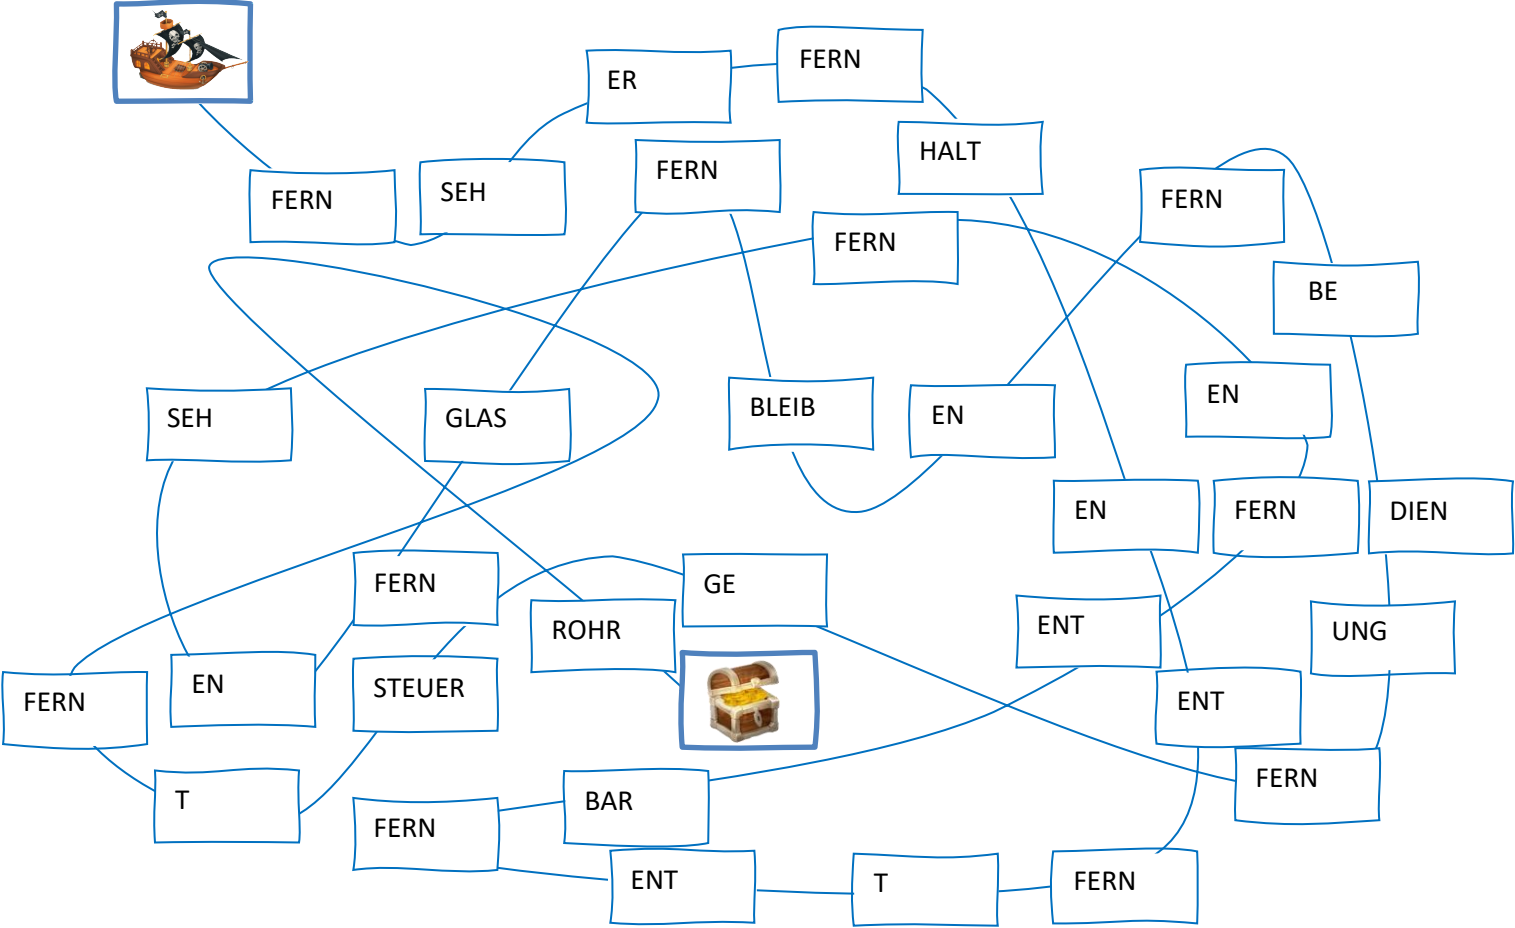 FERN
ER
HALT
FERN
SEH
FERN
FERN
FERN
BE
SEH
GLAS
BLEIB
EN
EN
EN
FERN
DIEN
FERN
GE
ROHR
ENT
UNG
FERN
EN
STEUER
ENT
T
BAR
FERN
FERN
ENT
T
FERN